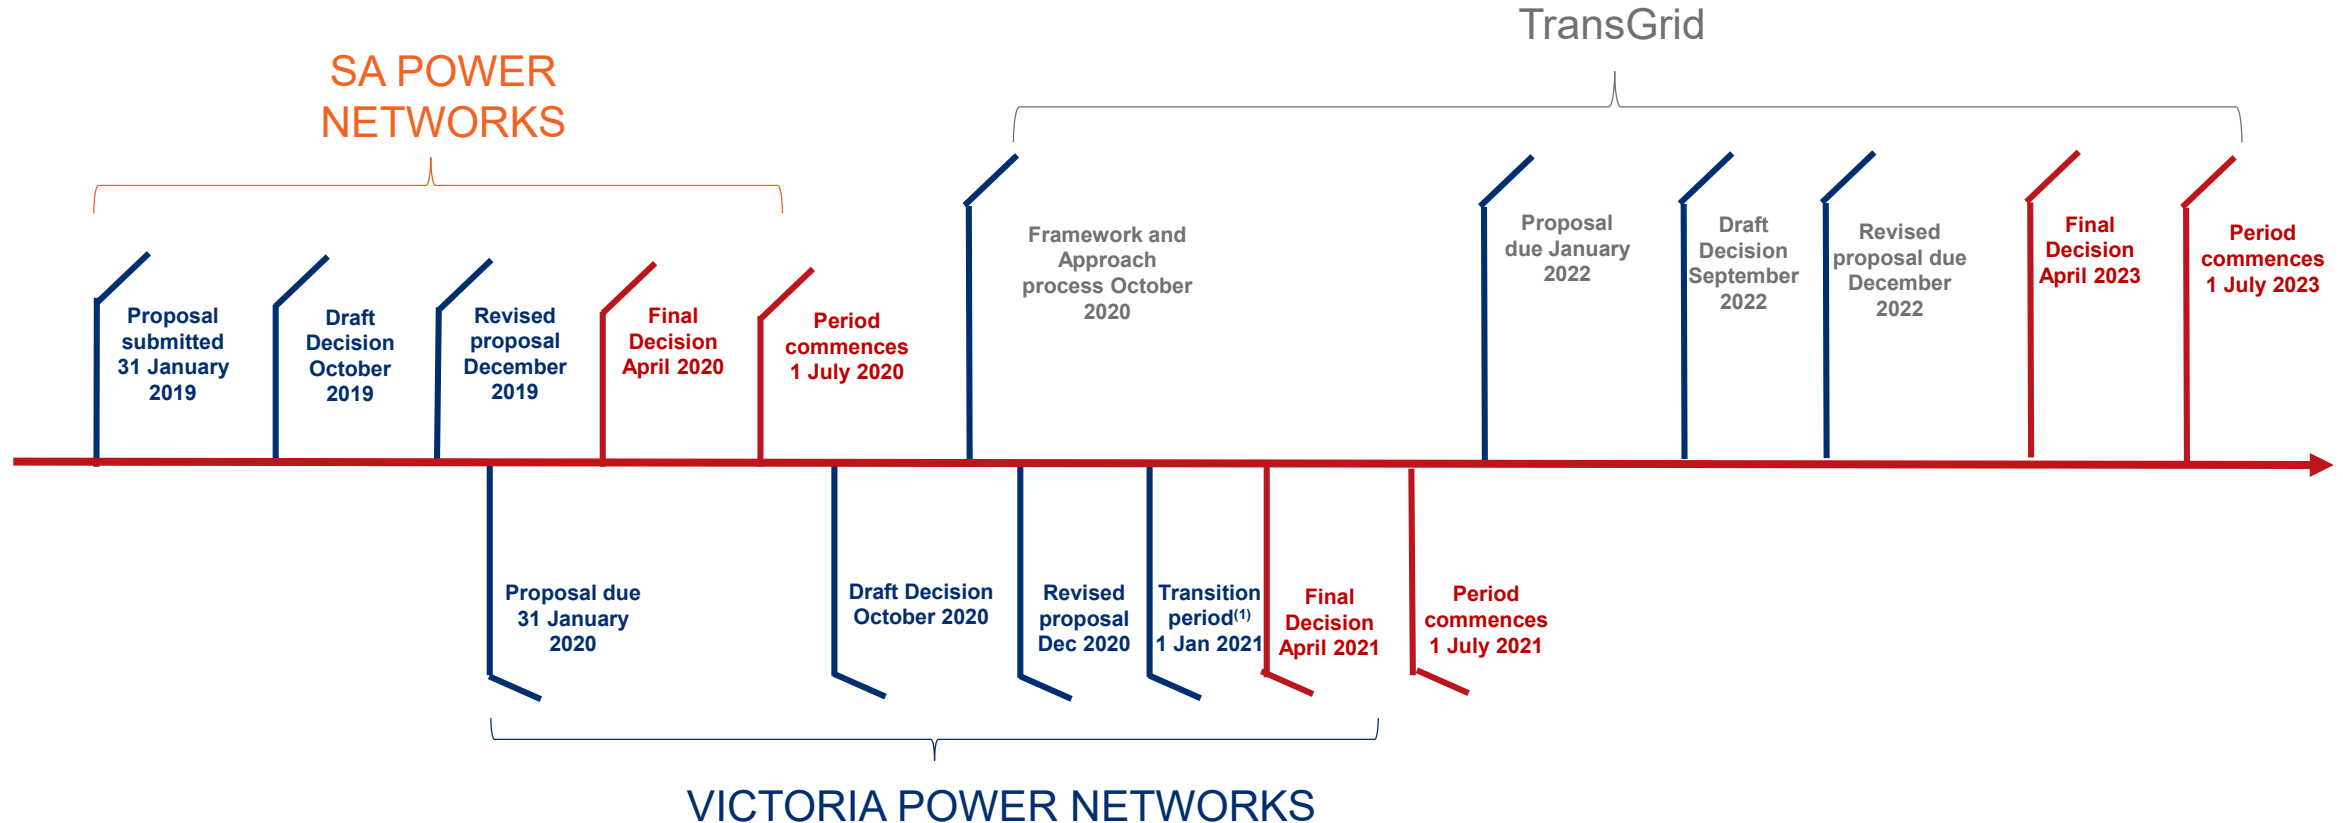 TransGrid
SA POWER
NETWORKS
Proposal
submitted
31 January
2019
Draft
Decision
October
2019
Revised
proposal
December
2019
Final
Decision
April 2020
Period
commences
1 July 2020
Framework and
Approach
process October
2020
Proposal
due January
2022
Draft
Decision
September
2022
Revised
proposal due
December
2022
Final
Decision
April 2023
Period
commences
1 July 2023
Proposal due
31 January
2020
Draft Decision
October 2020
Revised
proposal
Dec 2020
Transition
period(1)
1 Jan 2021
Final
Decision
April 2021
Period
commences
1 July 2021
VICTORIA POWER NETWORKS